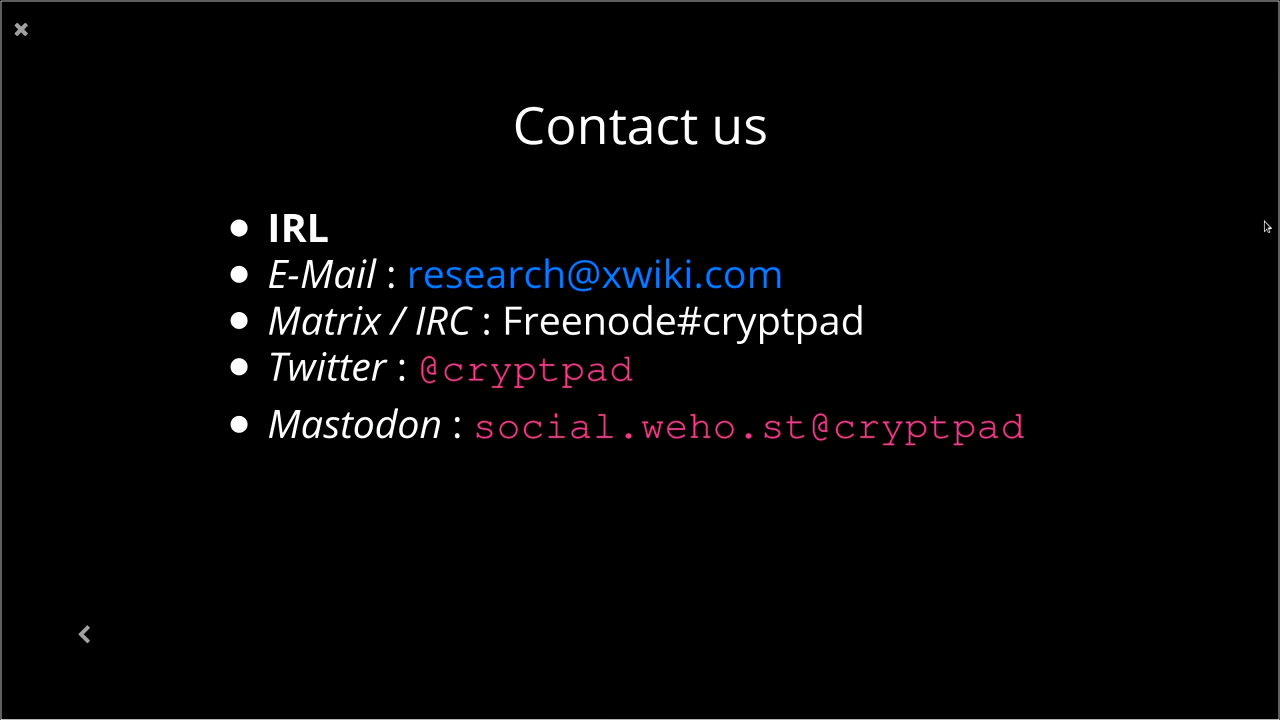 Contact us
IRL
E-Mail : research@xwiki.com
Matrix / IRC : Freenode#cryptpad
Twitter : @cryptpad
Mastodon : social.weho.st@cryptpad